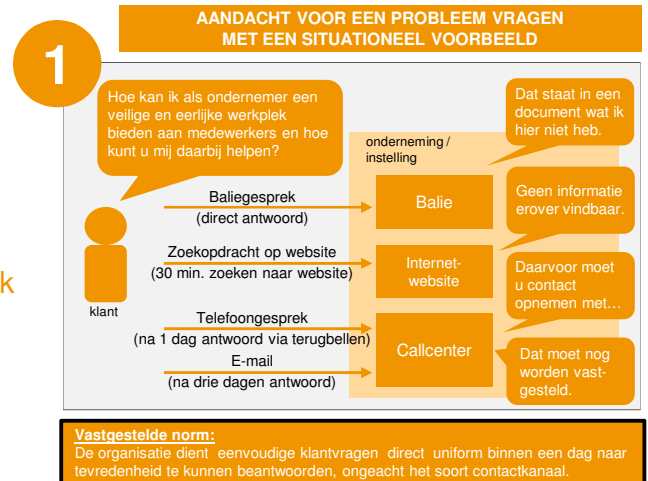 AANDACHT VOOR EEN PROBLEEM VRAGEN
MET EEN SITUATIONEEL VOORBEELD
1
Hoe kan ik als ondernemer een
veilige en eerlijke werkplek
bieden aan medewerkers en hoe
kunt u mij daarbij helpen?
Dat staat in een
document wat ik
hier niet heb.
onderneming /
instelling
Baliegesprek
(direct antwoord)
Balie
Geen informatie
erover vindbaar.
Zoekopdracht op website
(30 min. zoeken naar website)
Internet-
website
k
klant
Daarvoor moet
u contact
opnemen met...
Telefoongesprek
(na 1 dag antwoord via terugbellen)
E-mail
(na drie dagen antwoord)
Callcenter
Dat moet nog
worden vast-
gesteld.
Vastgestelde norm:
De organisatie dient eenvoudige klantvragen direct uniform binnen een dag naar
tevredenheid te kunnen beantwoorden, ongeacht het soort contactkanaal.